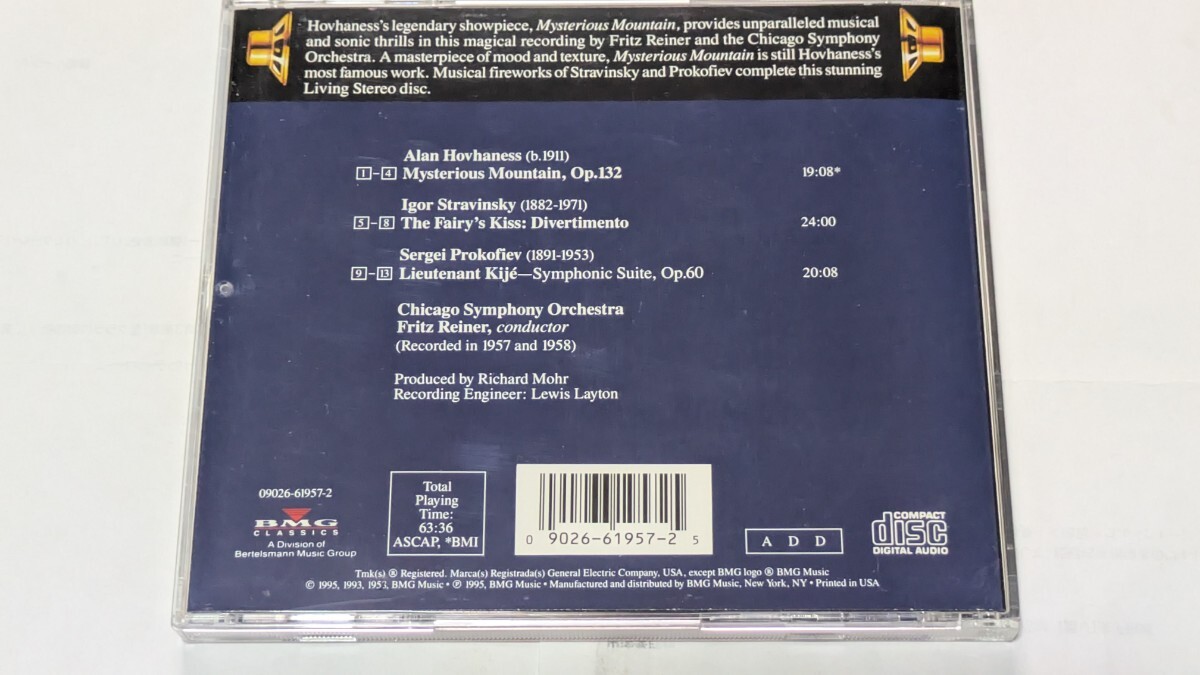 Hovhaness's legendary showpiece, Mysterious Mountain, provides unparalleled musical
and sonic thrills in this magical recording by Fritz Reiner and the Chicago Symphony
Orchestra. A masterpiece of mood and texture, Mysterious Mountain is still Hovhaness's
most famous work. Musical fireworks of Stravinsky and Prokofiev complete this stunning
Living Stereo disc.
Alan Hovhaness (b.1911)
1–4 Mysterious Mountain, Op.132 19:08*
Igor Stravinsky (1882-1971)
5–8 The Fairy's Kiss: Divertimento 24:00
Sergei Prokofiev (1891-1953)
9–13 Lieutenant Kijé—Symphonic Suite, Op.60 20:08
Chicago Symphony Orchestra
Fritz Reiner, conductor
(Recorded in 1957 and 1958)
Produced by Richard Mohr
Recording Engineer: Lewis Layton
09026-61957-2
BMG
CLASSICS
A Division of
Bertelsmann Music Group
Total
Playing
Time:
63:36
ASCAP, *BMI
0 9026-61957-2 5
A D D
COMPACT
disc
DIGITAL AUDIO
Tmk(s) ® Registered. Marca(s) Registrada(s) General Electric Company, USA, except BMG logo ® BMG Music
© 1995, 1993, 1953, BMG Music • ℗ 1995, BMG Music • Manufactured and distributed by BMG Music, New York, NY • Printed in USA